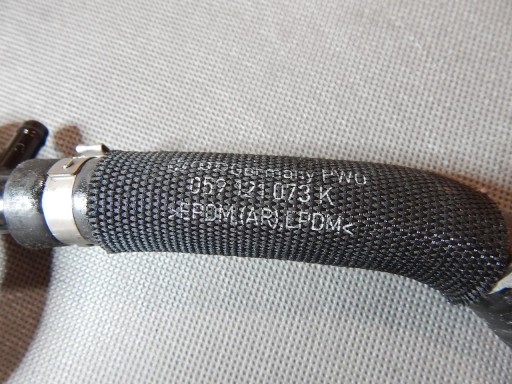 Germany PWO
059 121 073 K
>EPDM(AR),EPDM<